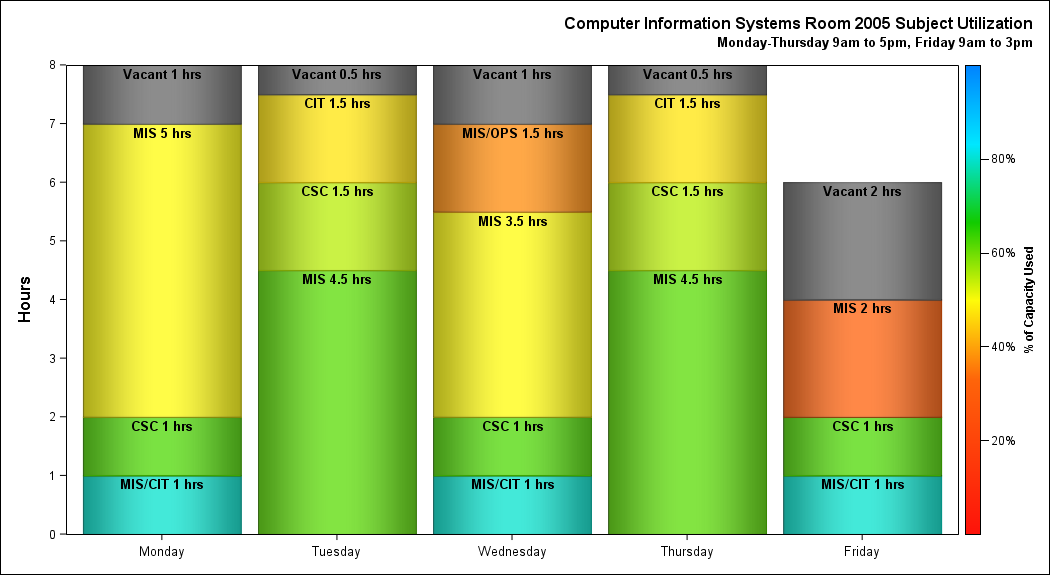 Computer Information Systems Room 2005 Subject Utilization
Monday-Thursday 9am to 5pm, Friday 9am to 3pm
Hours
8
7
6
5
4
3
2
1
0
Vacant 1 hrs
MIS 5 hrs
CSC 1 hrs
MIS/CIT 1 hrs
Vacant 0.5 hrs
CIT 1.5 hrs
CSC 1.5 hrs
MIS 4.5 hrs
Vacant 1 hrs
MIS/OPS 1.5 hrs
MIS 3.5 hrs
CSC 1 hrs
MIS/CIT 1 hrs
Vacant 0.5 hrs
CIT 1.5 hrs
CSC 1.5 hrs
MIS 4.5 hrs
Vacant 2 hrs
MIS 2 hrs
CSC 1 hrs
MIS/CIT 1 hrs
Monday
Tuesday
Wednesday
Thursday
Friday
80%
60%
40%
20%
% of Capacity Used